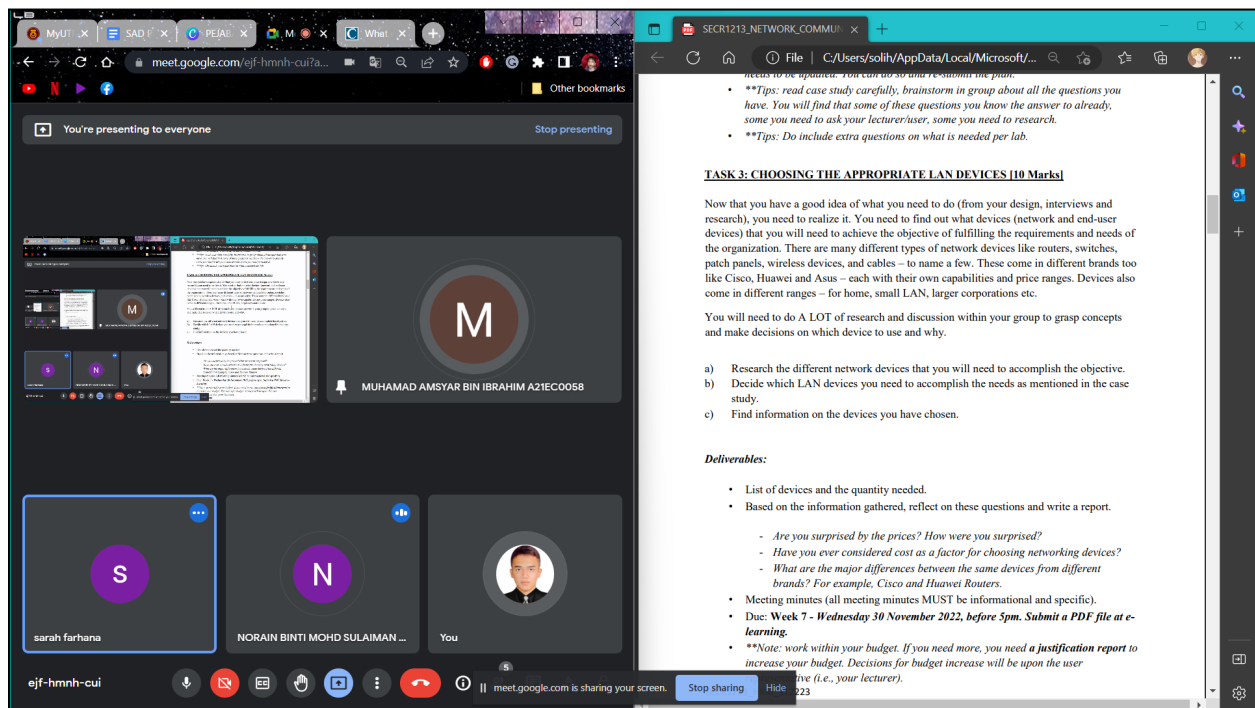 MyUT
SAD P
PEJAB
M
What
meet.google.com/ejf-hmnh-cui?a...
Other bookmarks
You're presenting to everyone
Stop presenting
M
MUHAMAD AMSYAR BIN IBRAHIM A21EC0058
S
sarah farhana
N
NORAIN BINTI MOHD SULAIMAN ...
You
ejf-hmnh-cui
5
meet.google.com is sharing your screen.
Stop sharing
Hide
SECR1213_NETWORK_COMMUN
File
C:/Users/solih/AppData/Local/Microsoft/...
needs to be updated. You can do so and re-submit the plan.
• **Tips: read case study carefully, brainstorm in group about all the questions you
have. You will find that some of these questions you know the answer to already,
some you need to ask your lecturer/user, some you need to research.
• **Tips: Do include extra questions on what is needed per lab.
TASK 3: CHOOSING THE APPROPRIATE LAN DEVICES [10 Marks]
Now that you have a good idea of what you need to do (from your design, interviews and
research), you need to realize it. You need to find out what devices (network and end-user
devices) that you will need to achieve the objective of fulfilling the requirements and needs of
the organization. There are many different types of network devices like routers, switches,
patch panels, wireless devices, and cables – to name a few. These come in different brands too
like Cisco, Huawei and Asus – each with their own capabilities and price ranges. Devices also
come in different ranges – for home, small LAN, larger corporations etc.
You will need to do A LOT of research and discussion within your group to grasp concepts
and make decisions on which device to use and why.
a) Research the different network devices that you will need to accomplish the objective.
b) Decide which LAN devices you need to accomplish the needs as mentioned in the case
study.
c) Find information on the devices you have chosen.
Deliverables:
• List of devices and the quantity needed.
• Based on the information gathered, reflect on these questions and write a report.
- Are you surprised by the prices? How were you surprised?
- Have you ever considered cost as a factor for choosing networking devices?
- What are the major differences between the same devices from different
brands? For example, Cisco and Huawei Routers.
• Meeting minutes (all meeting minutes MUST be informational and specific).
• Due: Week 7 - Wednesday 30 November 2022, before 5pm. Submit a PDF file at e-
learning.
• **Note: work within your budget. If you need more, you need a justification report to
increase your budget. Decisions for budget increase will be upon the user
tive (i.e., your lecturer).
223